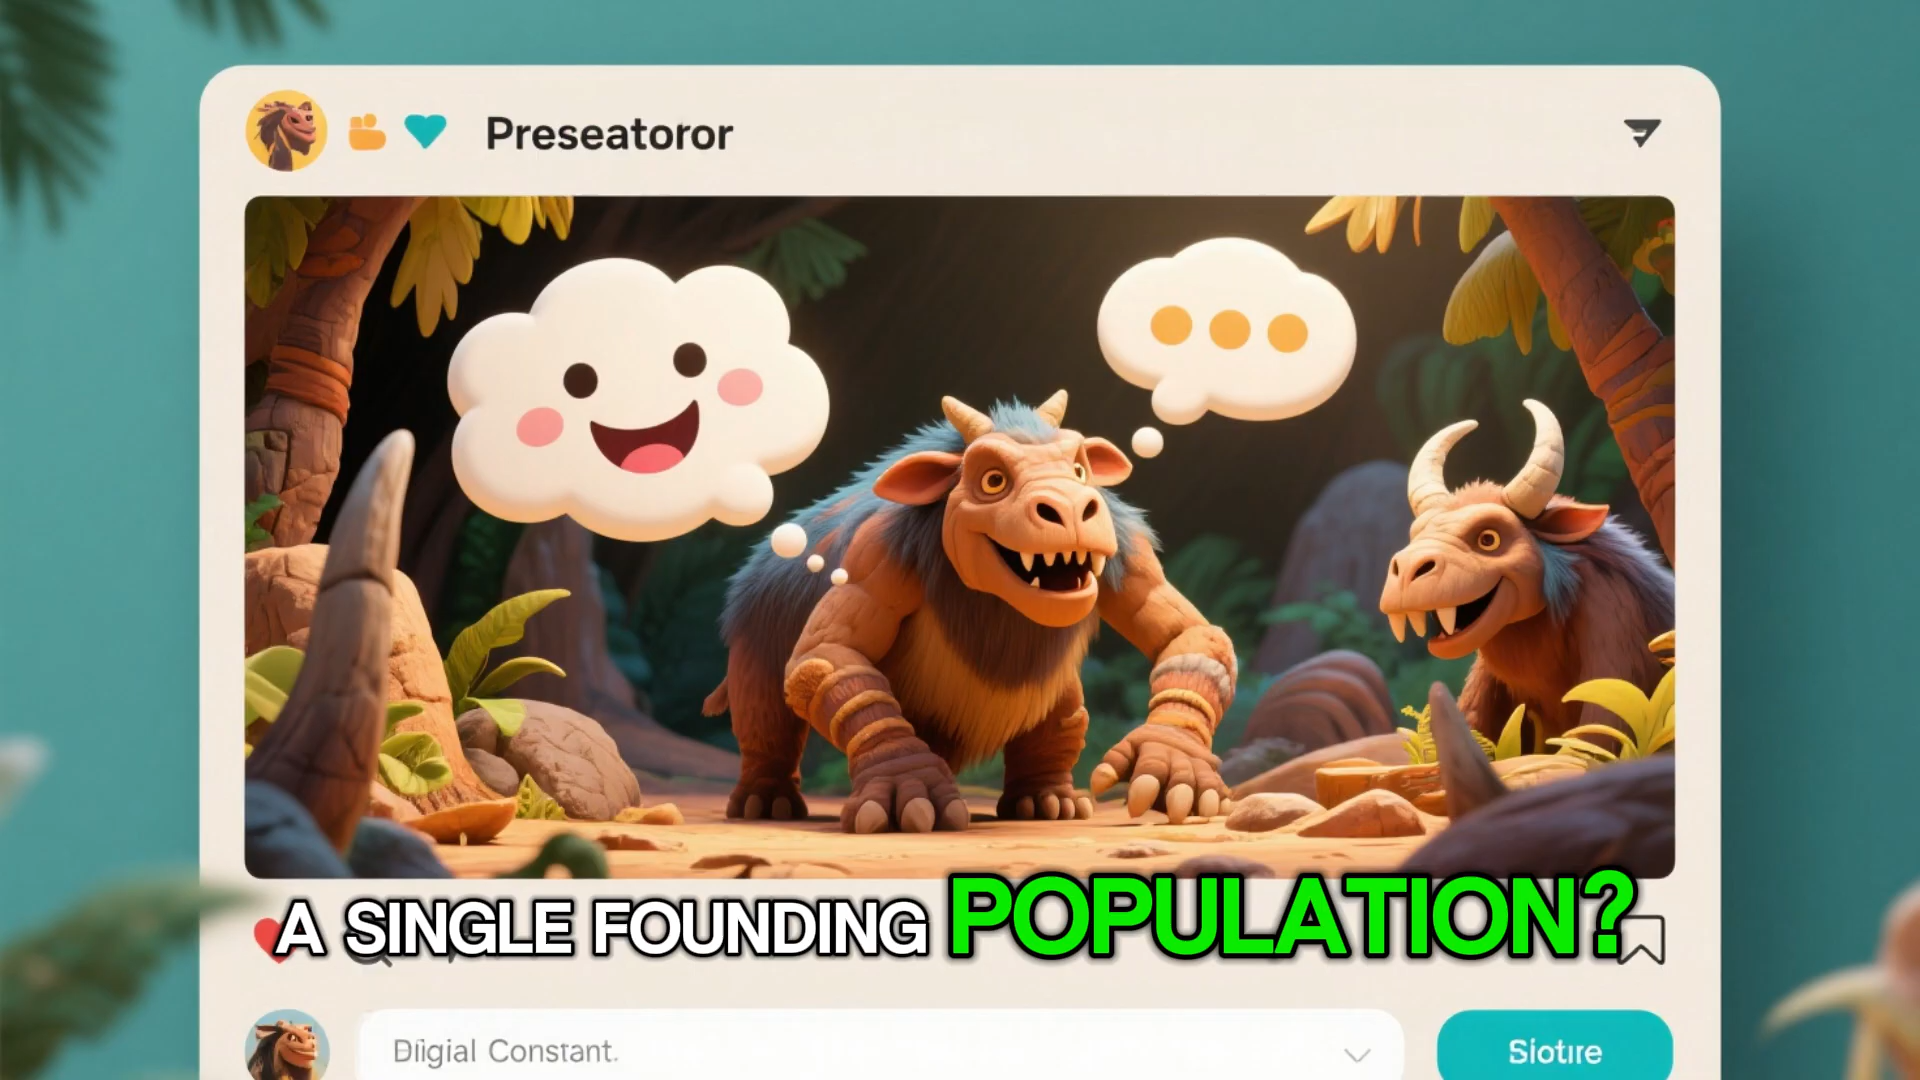 Preseatoror
A SINGLE FOUNDING POPULATION?
Diigial Constant.
Siotıre